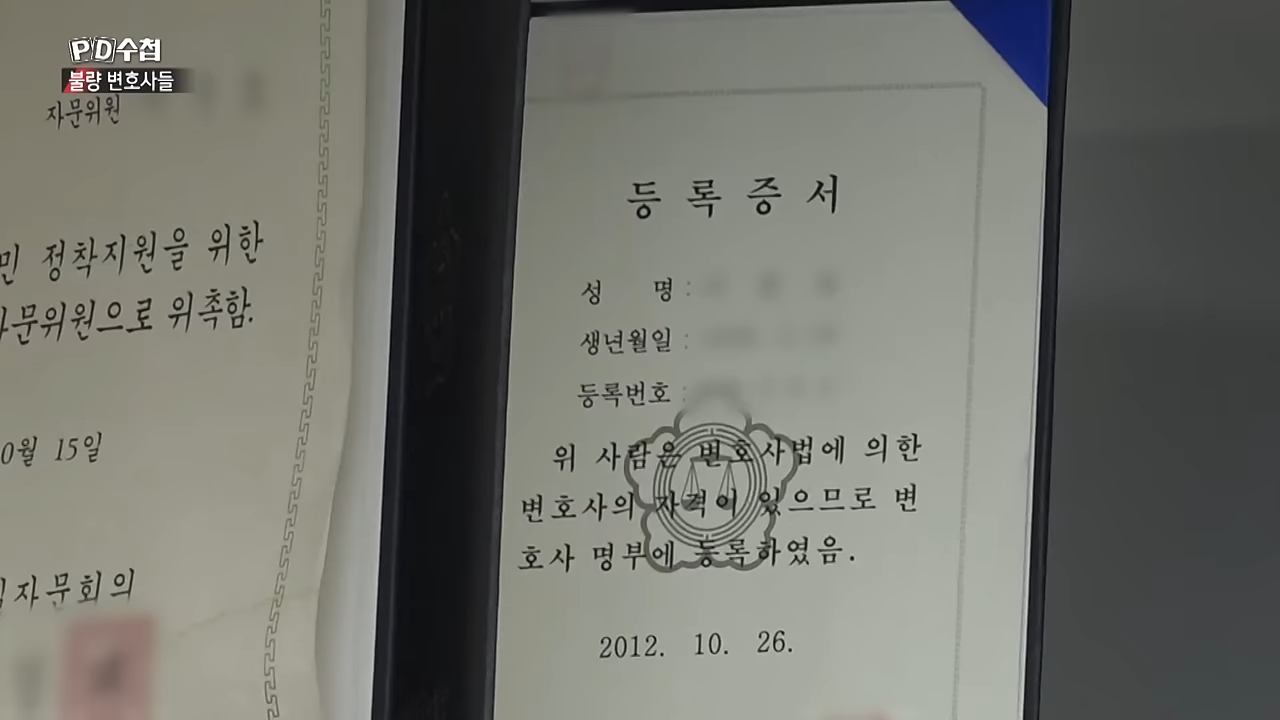 PD수첩
불량 변호사들
자문위원
민 정착지원을 위한
자문위원으로 위촉함.
0월 15일
자문회의
등록증서
성 명 :
생년월일 :
등록번호 :
위 사람은 변호사법에 의한
변호사의 자격이 있으므로 변
호사 명부에 등록하였음.
2012. 10. 26.